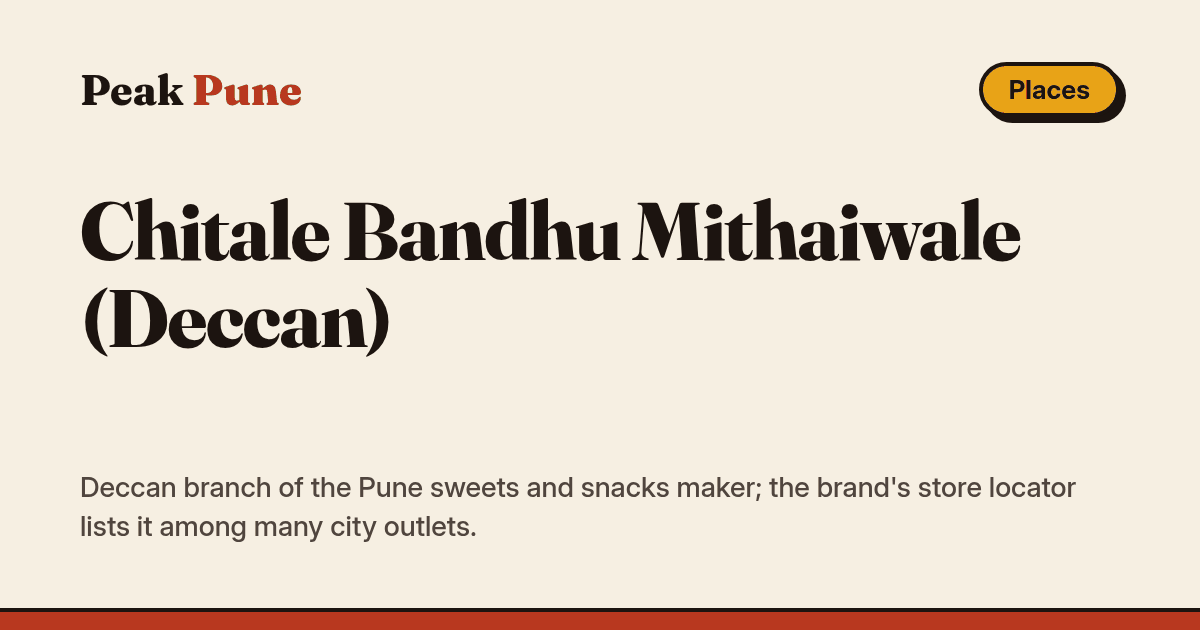 Peak Pune
Places
Chitale Bandhu Mithaiwale
(Deccan)
Deccan branch of the Pune sweets and snacks maker; the brand's store locator
lists it among many city outlets.